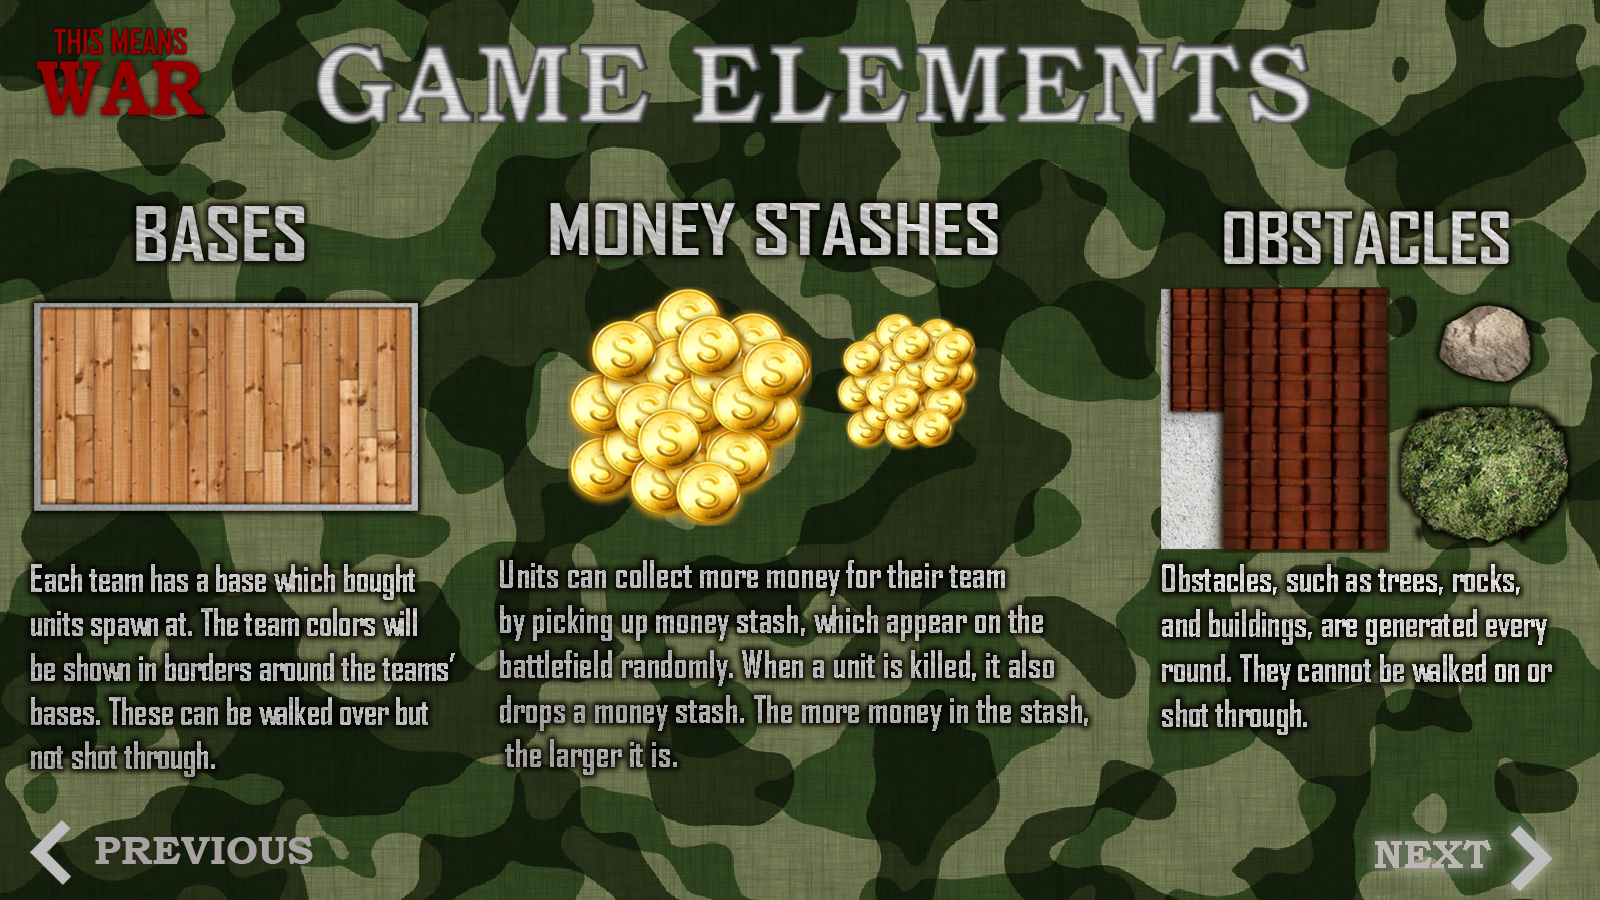 THIS MEANS
WAR
GAME ELEMENTS
BASES
Each team has a base which bought
units spawn at. The team colors will
be shown in borders around the teams'
bases. These can be walked over but
not shot through.
MONEY STASHES
Units can collect more money for their team
by picking up money stash, which appear on the
battlefield randomly. When a unit is killed, it also
drops a money stash. The more money in the stash,
the larger it is.
OBSTACLES
Obstacles, such as trees, rocks,
and buildings, are generated every
round. They cannot be walked on or
shot through.
PREVIOUS
NEXT